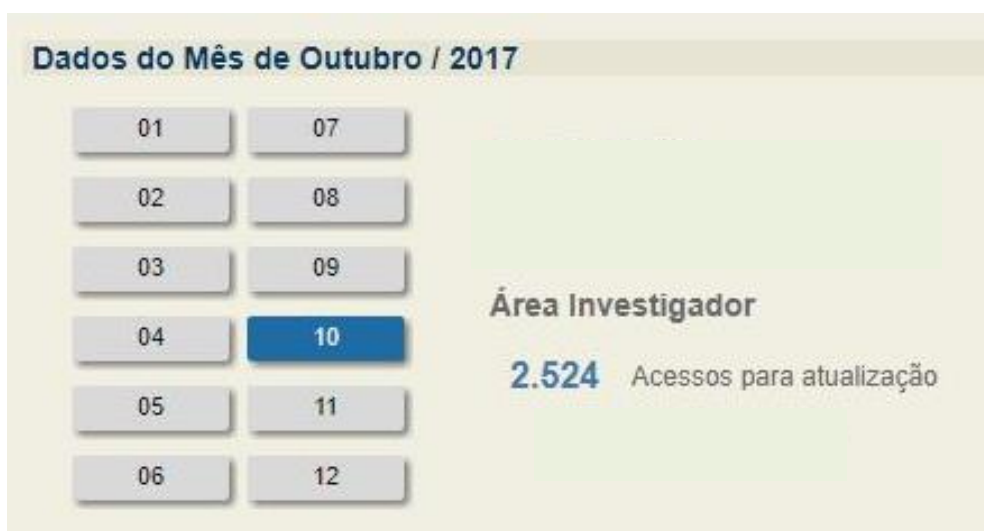 Dados do Mês de Outubro / 2017
01 07
02 08
03 09
04 10
05 11
06 12
Área Investigador
2.524 Acessos para atualização